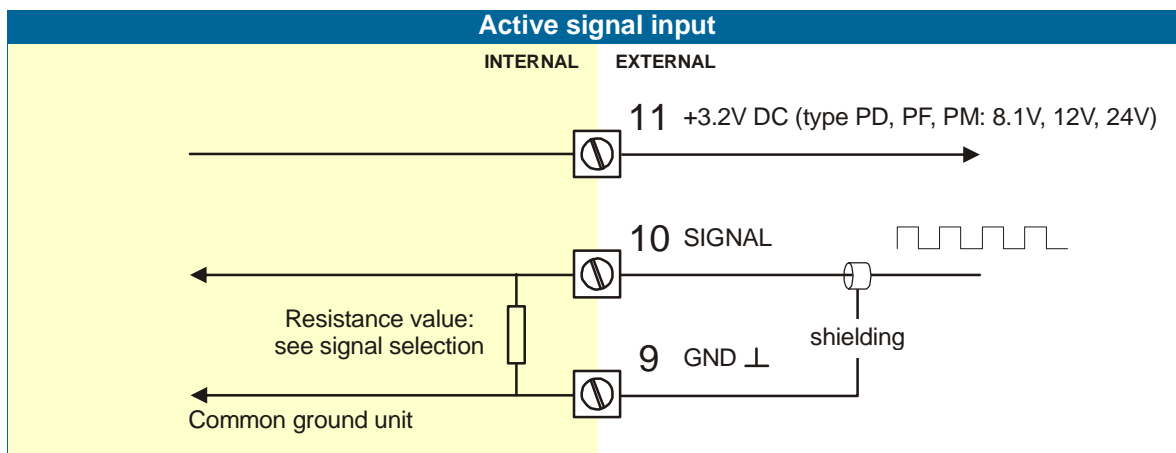 Active signal input
INTERNAL EXTERNAL
11 +3.2V DC (type PD, PF, PM: 8.1V, 12V, 24V)
10 SIGNAL
Resistance value:
see signal selection
shielding
9 GND ⊥
Common ground unit